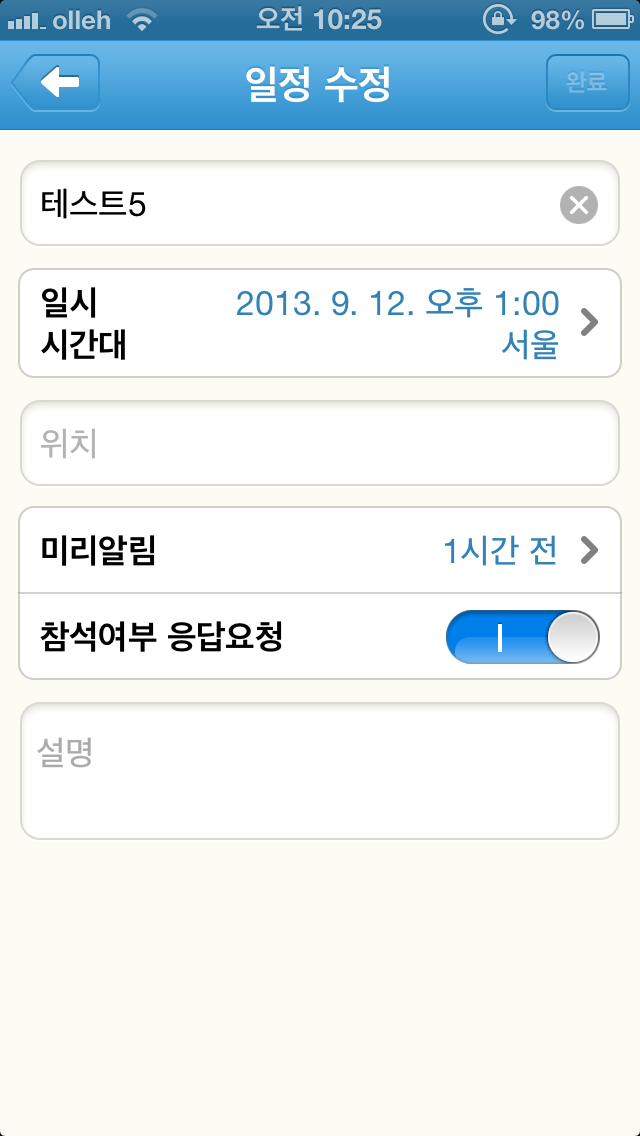 olleh 오전 10:25 98%
일정 수정
완료
테스트5
일시 2013. 9. 12. 오후 1:00
시간대 서울
위치
미리알림 1시간 전
참석여부 응답요청
설명